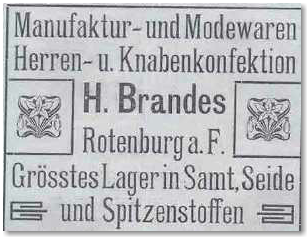 Manufaktur- und Modewaren
Herren- u. Knabenkonfektion
H. Brandes
Rotenburg a. F.
Grösstes Lager in Samt, Seide
und Spitzenstoffen